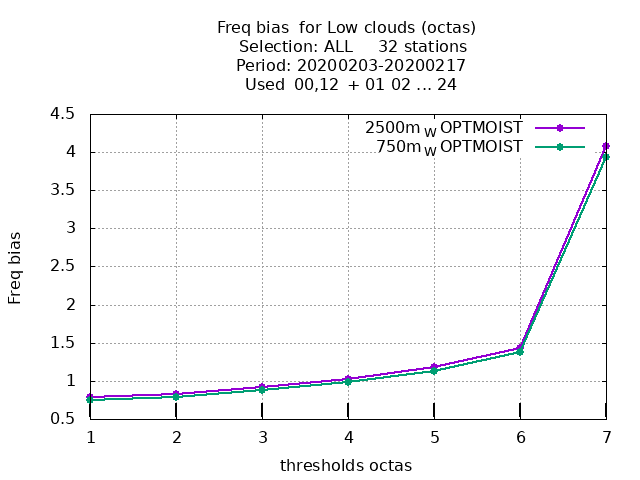 Freq bias for Low clouds (octas)
Selection: ALL 32 stations
Period: 20200203-20200217
Used 00,12 + 01 02 ... 24
2500m W OPTMOIST
750m W OPTMOIST
4.5
4
3.5
3
2.5
2
1.5
1
0.5
Freq bias
1 2 3 4 5 6 7
thresholds octas